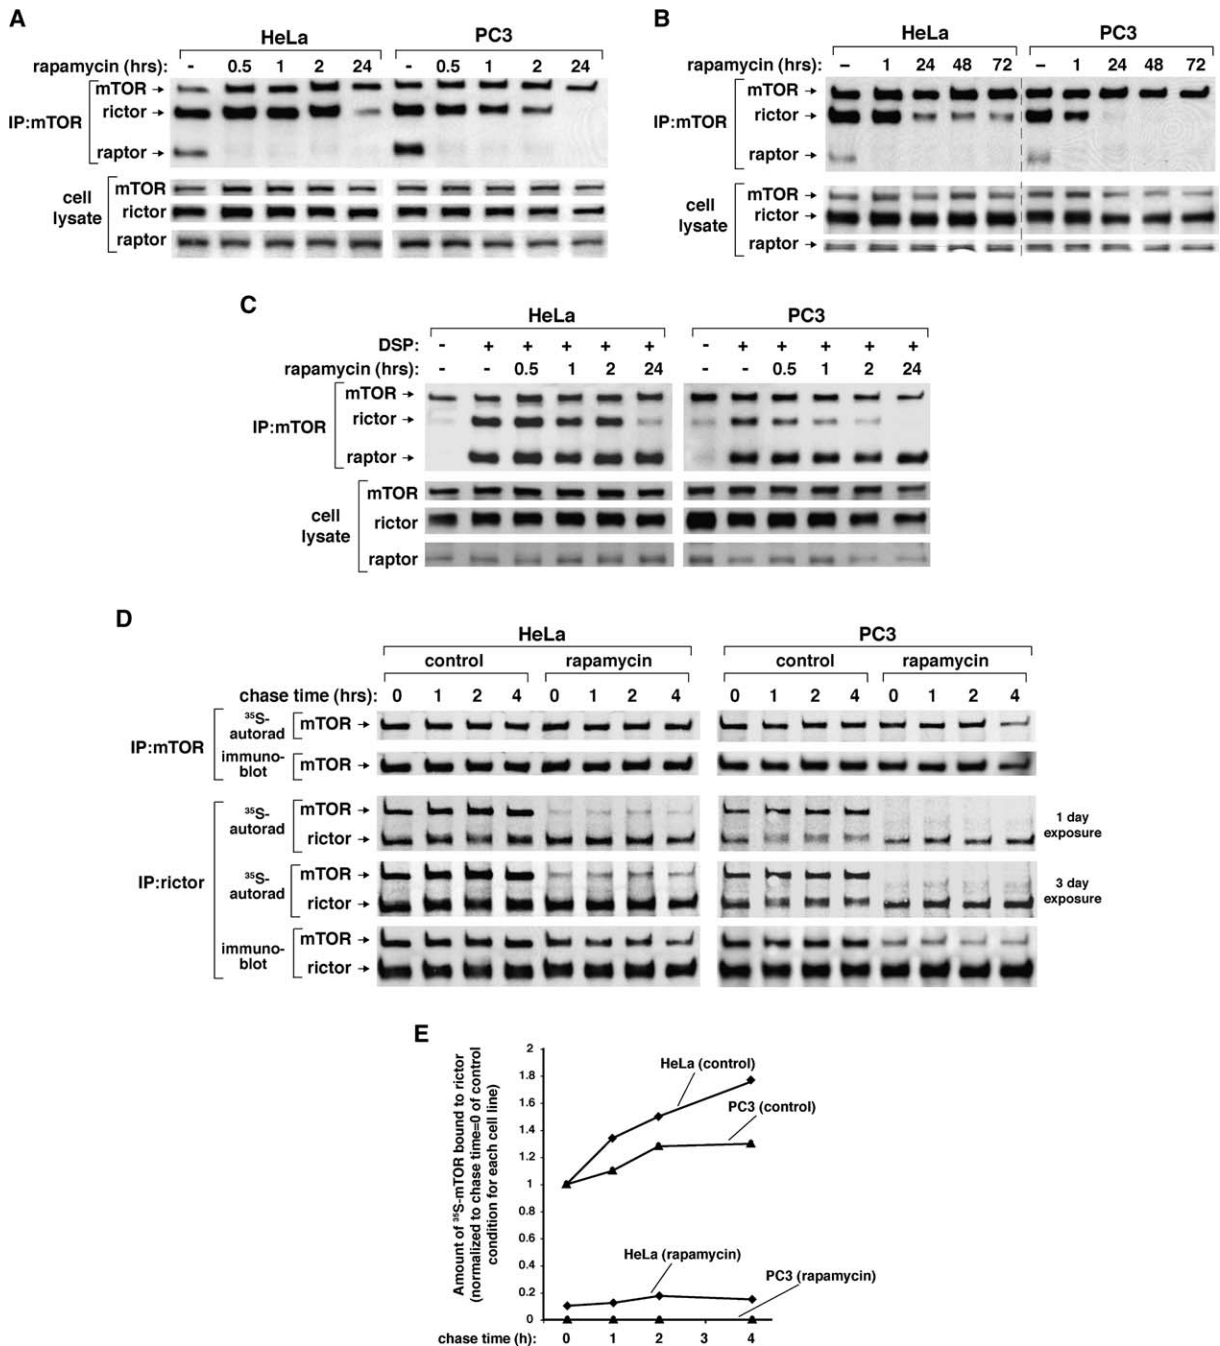 A
HeLa PC3
rapamycin (hrs): - 0.5 1 2 24 - 0.5 1 2 24
IP:mTOR
mTOR →
rictor →
raptor →
cell
lysate
mTOR
rictor
raptor
B
HeLa PC3
rapamycin (hrs): – 1 24 48 72 – 1 24 48 72
IP:mTOR
mTOR →
rictor →
raptor →
cell
lysate
mTOR →
rictor →
raptor →
C
HeLa PC3
DSP: - + + + + + - + + + + +
rapamycin (hrs): - - 0.5 1 2 24 - - 0.5 1 2 24
IP:mTOR
mTOR →
rictor →
raptor →
cell
lysate
mTOR
rictor
raptor
D
HeLa PC3
control rapamycin control rapamycin
chase time (hrs): 0 1 2 4 0 1 2 4 0 1 2 4 0 1 2 4
IP:mTOR
³⁵S-
autorad
mTOR →
immuno-
blot
mTOR →
IP:rictor
³⁵S-
autorad
mTOR →
rictor →
1 day
exposure
³⁵S-
autorad
mTOR →
rictor →
3 day
exposure
immuno-
blot
mTOR →
rictor →
E
Amount of ³⁵S-mTOR bound to rictor
(normalized to chase time=0 of control
condition for each cell line)
2
1.8
1.6
1.4
1.2
1
0.8
0.6
0.4
0.2
0
HeLa (control)
PC3 (control)
HeLa (rapamycin)
PC3 (rapamycin)
chase time (h): 0 1 2 3 4